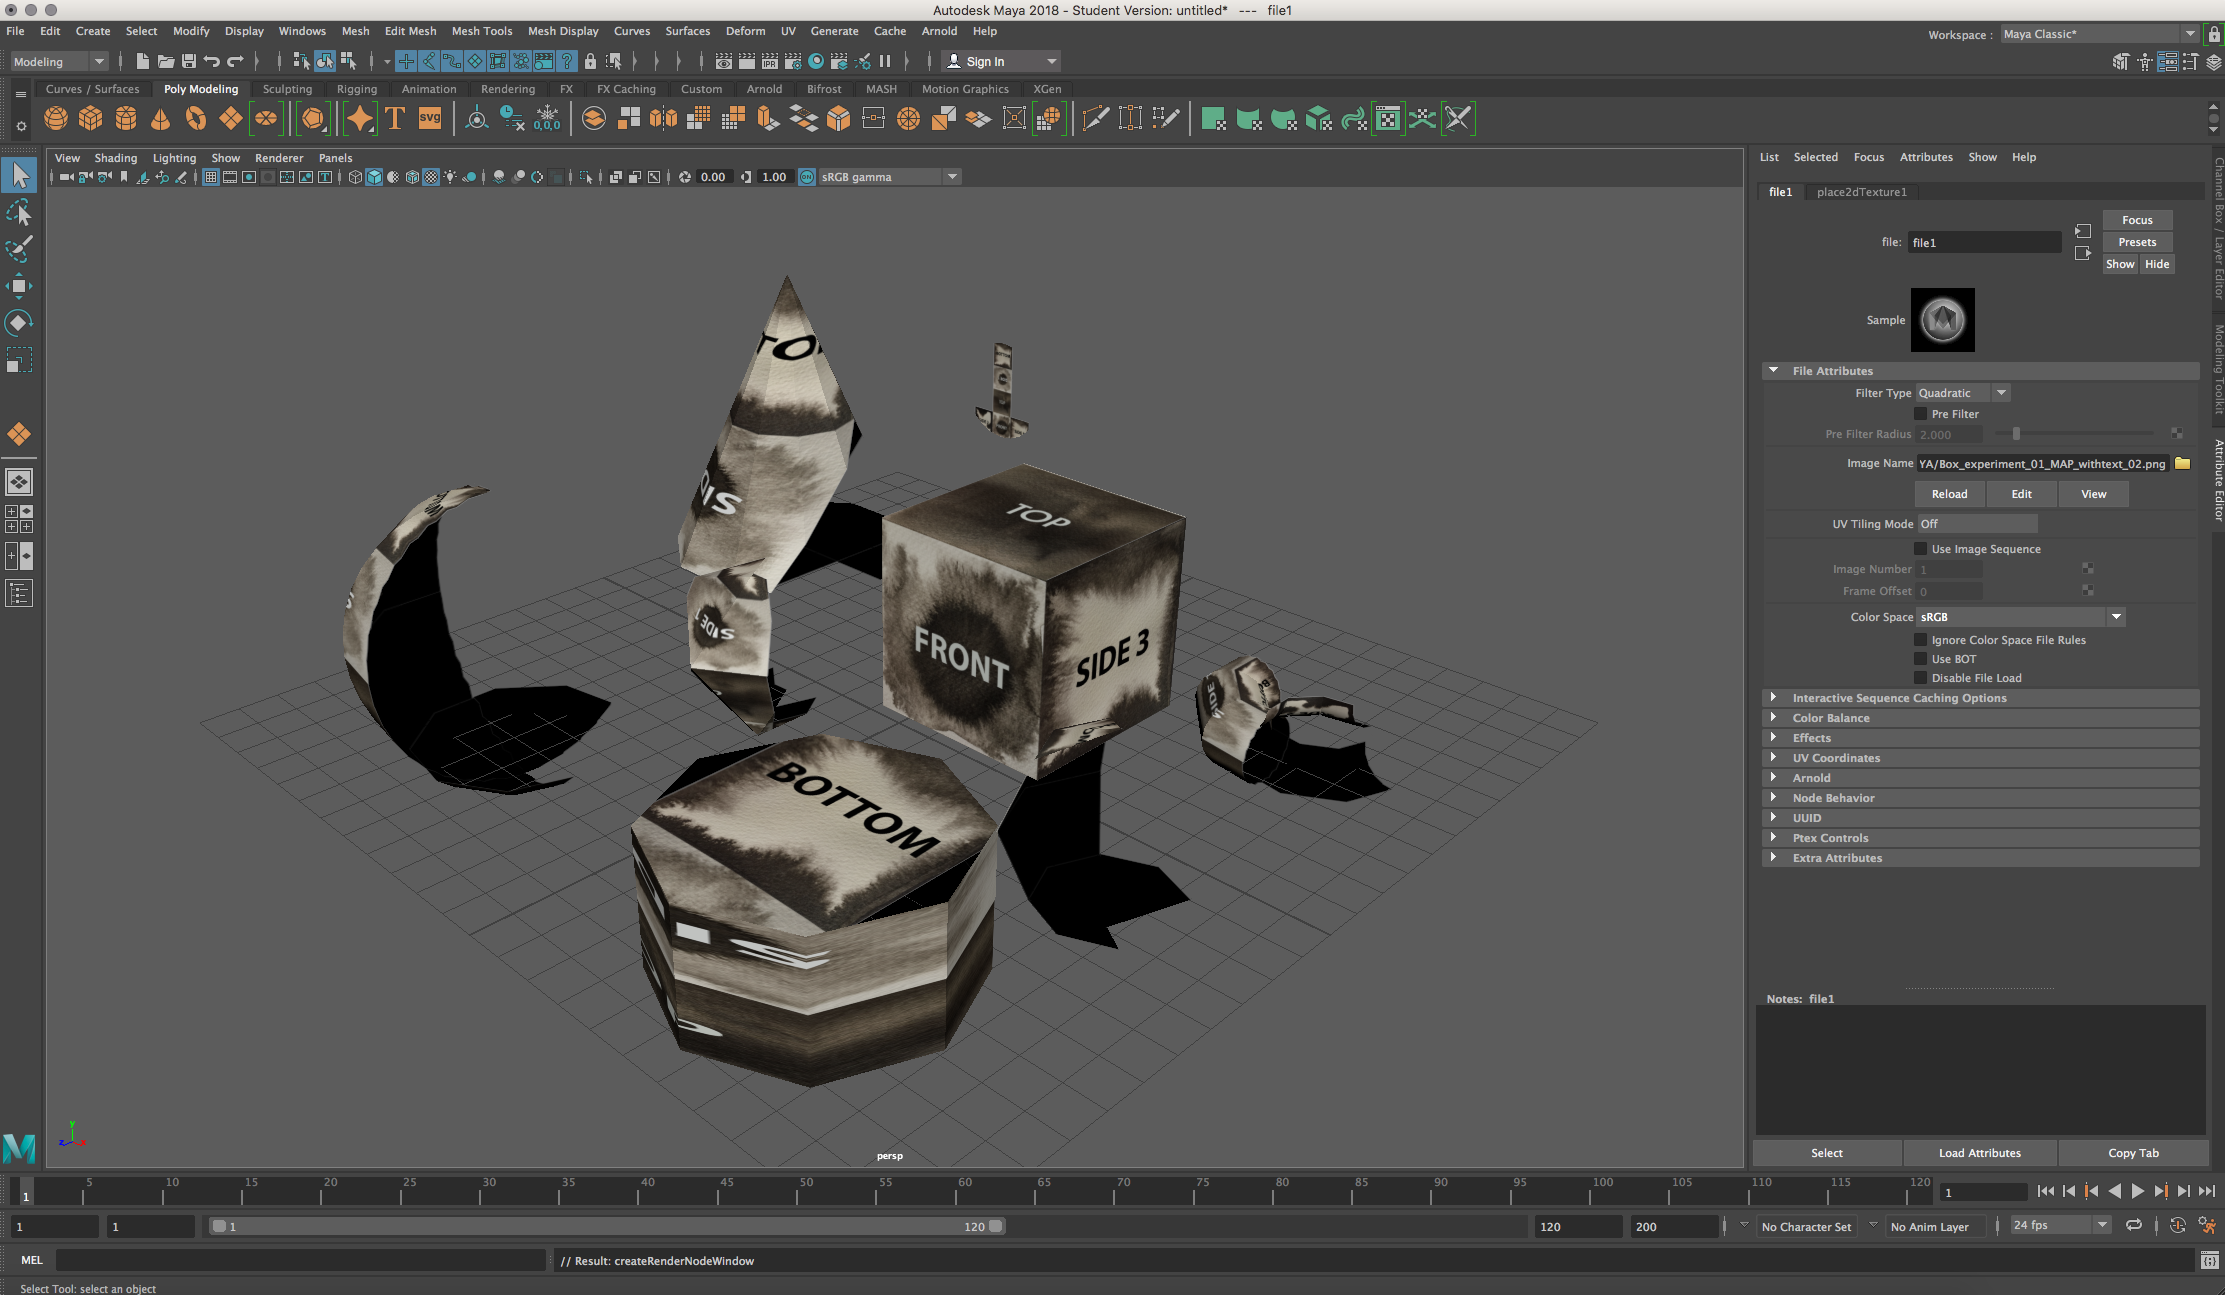 Autodesk Maya 2018 - Student Version: untitled*   ---   file1
File Edit Create Select Modify Display Windows Mesh Edit Mesh Mesh Tools Mesh Display Curves Surfaces Deform UV Generate Cache Arnold Help
Workspace : Maya Classic*
Modeling
IPR
Sign In
Curves / Surfaces Poly Modeling Sculpting Rigging Animation Rendering FX FX Caching Custom Arnold Bifrost MASH Motion Graphics XGen
T SVG 0,0,0
View Shading Lighting Show Renderer Panels
0.00 1.00 ON sRGB gamma
TO
SID
SIDE 1
TOP
FRONT
SIDE 3
SIDE
BOTTOM
y
z x
persp
List Selected Focus Attributes Show Help
file1 place2dTexture1
Focus
file: file1
Presets
Show Hide
Sample
File Attributes
Filter Type Quadratic
Pre Filter
Pre Filter Radius 2.000
Image Name YA/Box_experiment_01_MAP_withtext_02.png
Reload Edit View
UV Tiling Mode Off
Use Image Sequence
Image Number 1
Frame Offset 0
Color Space sRGB
Ignore Color Space File Rules
Use BOT
Disable File Load
Interactive Sequence Caching Options
Color Balance
Effects
UV Coordinates
Arnold
Node Behavior
UUID
Ptex Controls
Extra Attributes
Notes: file1
Select Load Attributes Copy Tab
Channel Box / Layer Editor
Modeling Toolkit
Attribute Editor
1 5 10 15 20 25 30 35 40 45 50 55 60 65 70 75 80 85 90 95 100 105 110 115 120 1
1 1 1 120 120 200 No Character Set No Anim Layer 24 fps
MEL // Result: createRenderNodeWindow
Select Tool: select an object